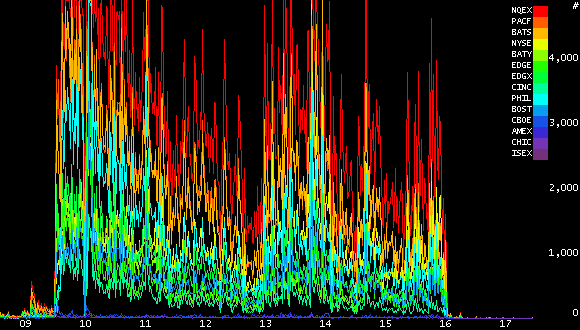 #
NQEX
PACF
BATS
NYSE
BATY
EDGE
EDGX
CINC
PHIL
BOST
CBOE
AMEX
CHIC
ISEX
4,000
3,000
2,000
1,000
0
09 10 11 12 13 14 15 16 17